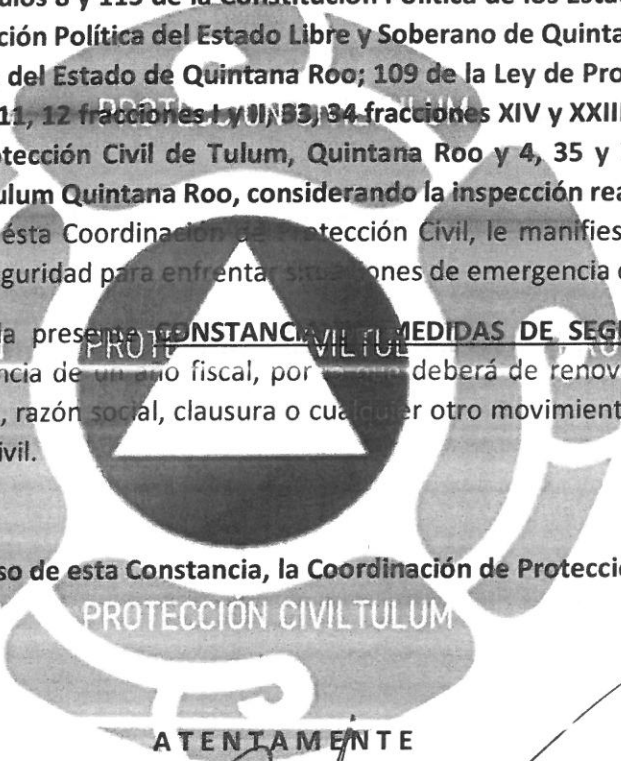 ulos 8 y 115 de la Constitución Política de los Esta
ción Política del Estado Libre y Soberano de Quinta
del Estado de Quintana Roo; 109 de la Ley de Pro
11, 12 fracciones I y II, 33, 34 fracciones XIV y XXIII
otección Civil de Tulum, Quintana Roo y 4, 35 y
ulum Quintana Roo, considerando la inspección rea
ésta Coordinación de Protección Civil, le manifies
eguridad para enfrentar situaciones de emergencia
la presente CONSTANCIA MEDIDAS DE SEG
PROT VIL TUL
ncia de un año fiscal, por lo que deberá de renov
, razón social, clausura o cualquier otro movimient
ivil.
so de esta Constancia, la Coordinación de Protecci
PROTECCIÓN CIVILTULUM
ATENTAMENTE